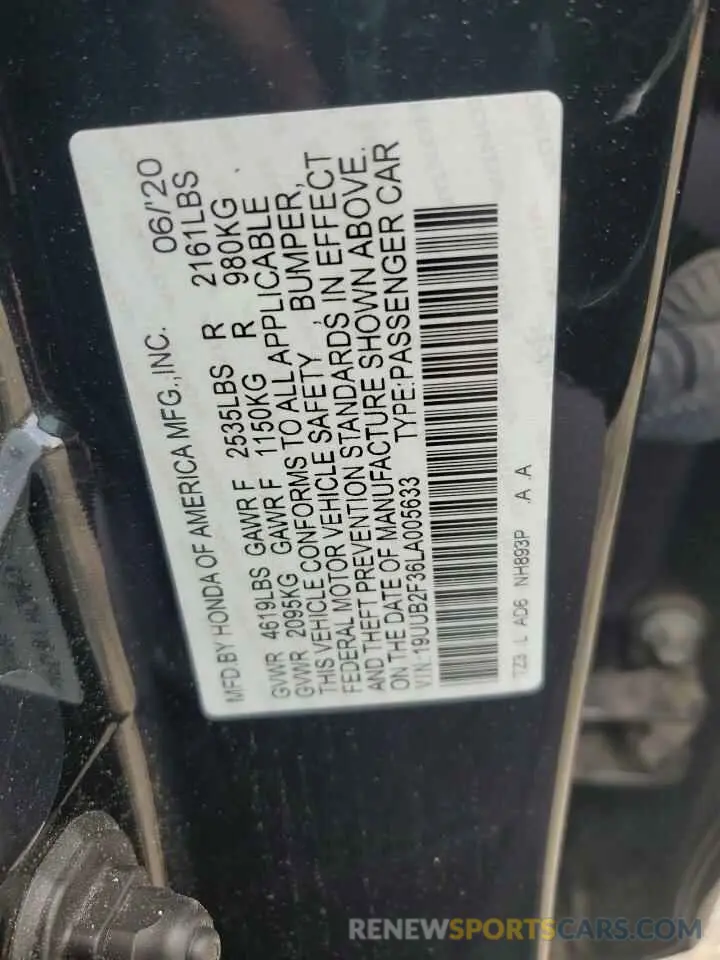 MFD BY HONDA OF AMERICA MFG.,INC. 06/'20
GVWR 4619LBS GAWR F 2535LBS R 2161LBS
GVWR 2095KG GAWR F 1150KG R 980KG
THIS VEHICLE CONFORMS TO ALL APPLICABLE
FEDERAL MOTOR VEHICLE SAFETY, BUMPER,
AND THEFT PREVENTION STANDARDS IN EFFECT
ON THE DATE OF MANUFACTURE SHOWN ABOVE.
VIN:19UUB2F36LA005633 TYPE:PASSENGER CAR
L AD6 NH893P A A
RENEWSPORTSCARS.COM